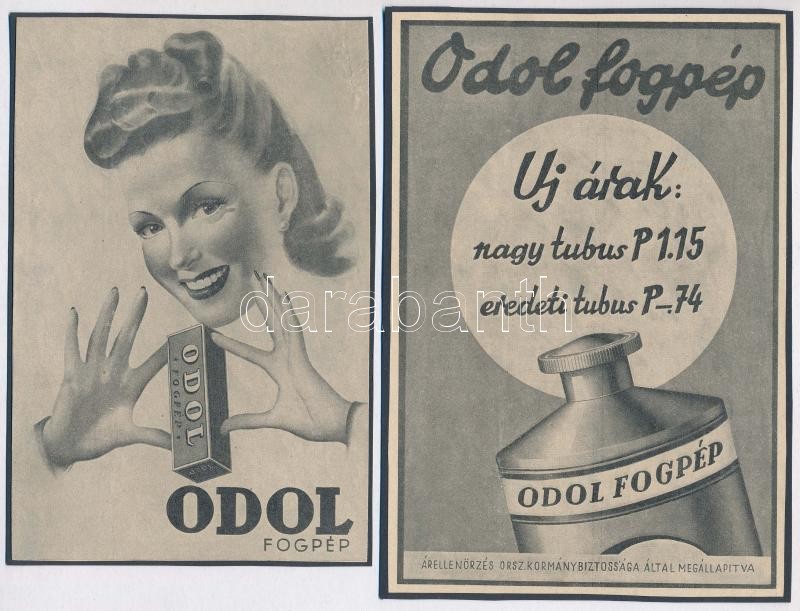 ODOL
FOGPÉP
ODOL
FOGPÉP
Odol fogpép
Uj árak:
nagy tubus P 1.15
eredeti tubus P-.74
ODOL FOGPÉP
ÁRELLENŐRZÉS ORSZ. KORMÁNYBIZTOSSÁGA ÁLTAL MEGÁLLAPITVA
darabanth